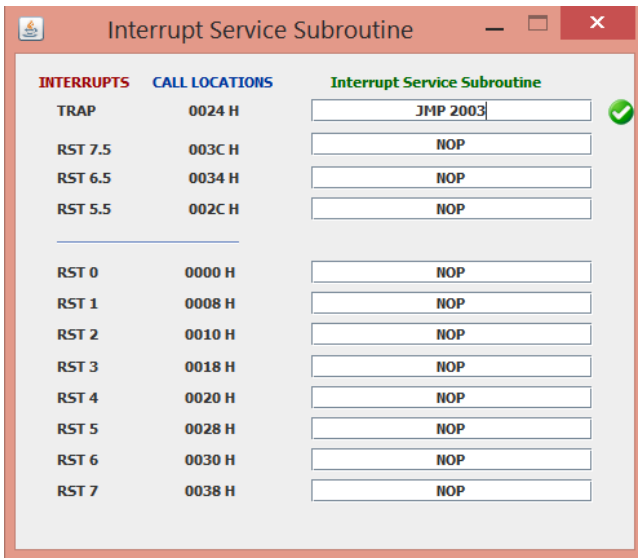 Interrupt Service Subroutine
INTERRUPTS CALL LOCATIONS Interrupt Service Subroutine
TRAP 0024 H JMP 2003
RST 7.5 003C H NOP
RST 6.5 0034 H NOP
RST 5.5 002C H NOP
RST 0 0000 H NOP
RST 1 0008 H NOP
RST 2 0010 H NOP
RST 3 0018 H NOP
RST 4 0020 H NOP
RST 5 0028 H NOP
RST 6 0030 H NOP
RST 7 0038 H NOP